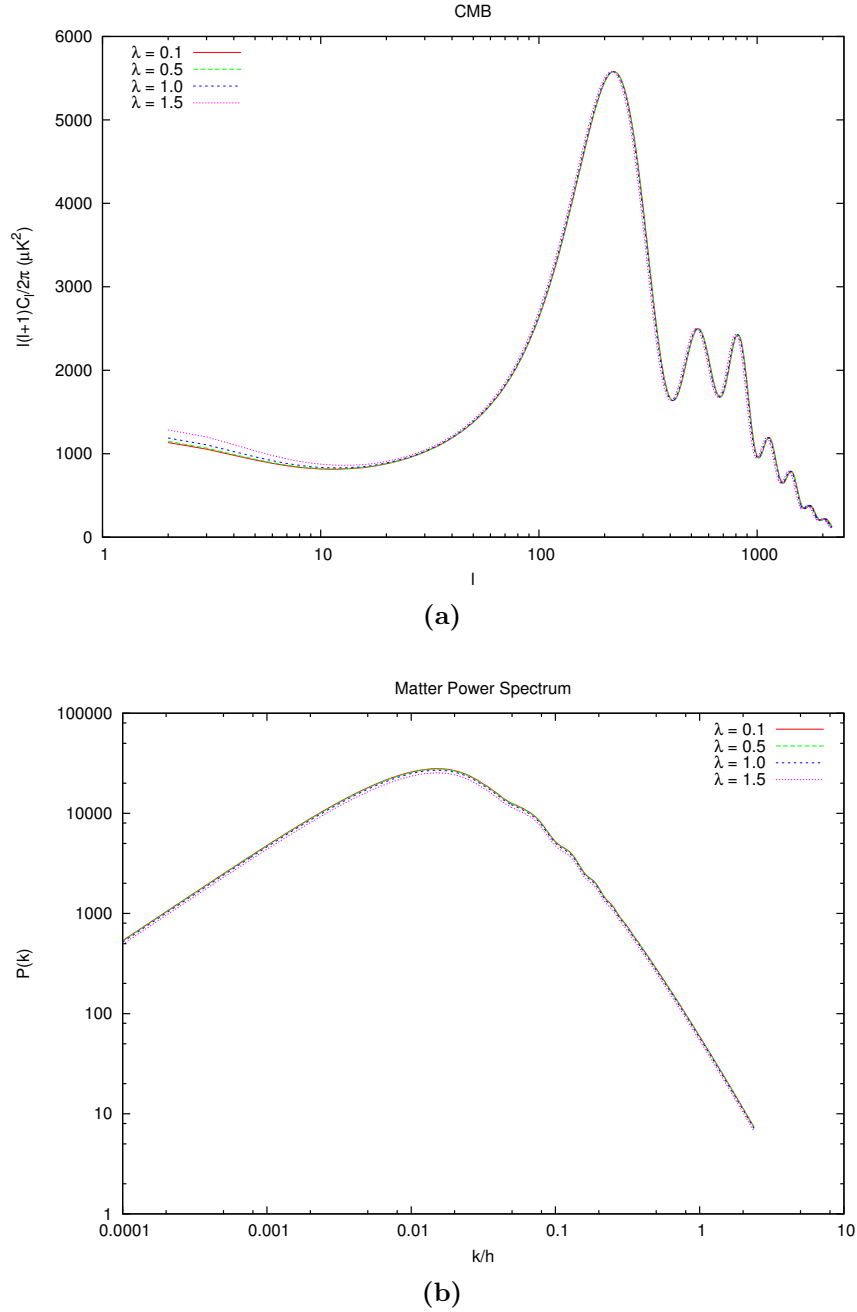 CMB
6000
5000
4000
3000
2000
1000
0
λ = 0.1
λ = 0.5
λ = 1.0
λ = 1.5
l(l+1)C_l/2π (μK²)
1 10 100 1000
l
(a)
Matter Power Spectrum
100000
10000
1000
100
10
1
λ = 0.1
λ = 0.5
λ = 1.0
λ = 1.5
P(k)
0.0001 0.001 0.01 0.1 1 10
k/h
(b)